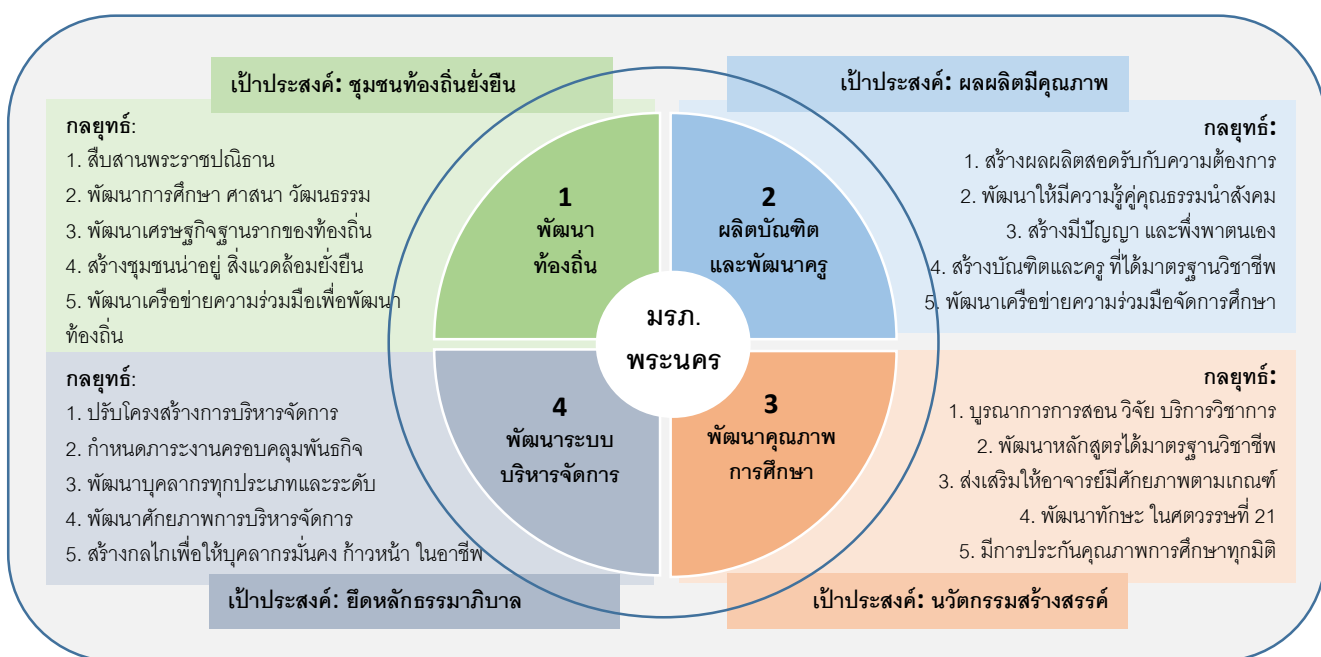 เป้าประสงค์: ชุมชนท้องถิ่นยั่งยืน
กลยุทธ์:
1. สืบสานพระราชปณิธาน
2. พัฒนาการศึกษา ศาสนา วัฒนธรรม
3. พัฒนาเศรษฐกิจฐานรากของท้องถิ่น
4. สร้างชุมชนน่าอยู่ สิ่งแวดล้อมยั่งยืน
5. พัฒนาเครือข่ายความร่วมมือเพื่อพัฒนา
ท้องถิ่น
1
พัฒนา
ท้องถิ่น
เป้าประสงค์: ผลผลิตมีคุณภาพ
กลยุทธ์:
1. สร้างผลผลิตสอดรับกับความต้องการ
2. พัฒนาให้มีความรู้คู่คุณธรรมนำสังคม
3. สร้างมีปัญญา และพึ่งพาตนเอง
4. สร้างบัณฑิตและครู ที่ได้มาตรฐานวิชาชีพ
5. พัฒนาเครือข่ายความร่วมมือจัดการศึกษา
2
ผลิตบัณฑิต
และพัฒนาครู
มรภ.
พระนคร
กลยุทธ์:
1. ปรับโครงสร้างการบริหารจัดการ
2. กำหนดภาระงานครอบคลุมพันธกิจ
3. พัฒนาบุคลากรทุกประเภทและระดับ
4. พัฒนาศักยภาพการบริหารจัดการ
5. สร้างกลไกเพื่อให้บุคลากรมั่นคง ก้าวหน้า ในอาชีพ
4
พัฒนาระบบ
บริหารจัดการ
เป้าประสงค์: ยึดหลักธรรมาภิบาล
3
พัฒนาคุณภาพ
การศึกษา
กลยุทธ์:
1. บูรณาการการสอน วิจัย บริการวิชาการ
2. พัฒนาหลักสูตรได้มาตรฐานวิชาชีพ
3. ส่งเสริมให้อาจารย์มีศักยภาพตามเกณฑ์
4. พัฒนาทักษะ ในศตวรรษที่ 21
5. มีการประกันคุณภาพการศึกษาทุกมิติ
เป้าประสงค์: นวัตกรรมสร้างสรรค์